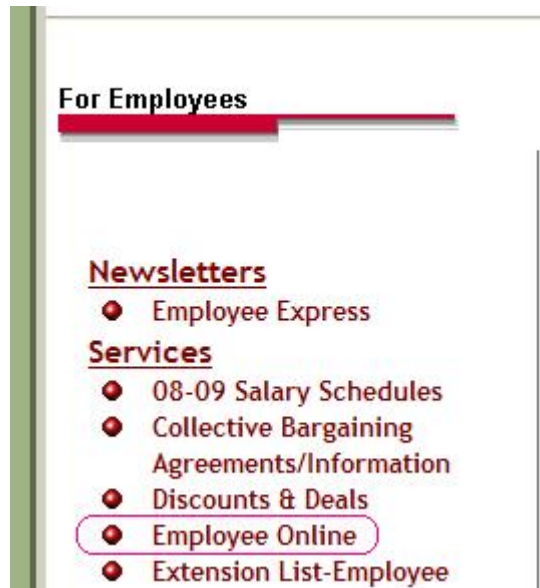 For Employees
Newsletters
Employee Express
Services
08-09 Salary Schedules
Collective Bargaining
Agreements/Information
Discounts & Deals
Employee Online
Extension List-Employee